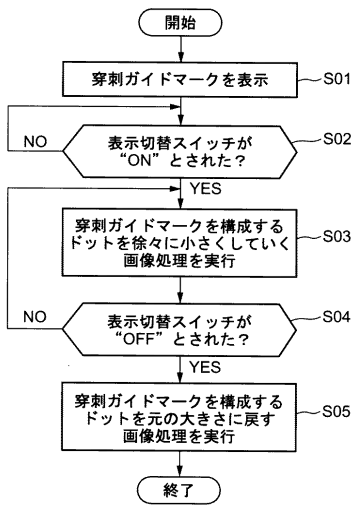 開始
穿刺ガイドマークを表示
S01
表示切替スイッチが
“ON”とされた？
S02
NO
YES
穿刺ガイドマークを構成する
ドットを徐々に小さくしていく
画像処理を実行
S03
表示切替スイッチが
“OFF”とされた？
S04
NO
YES
穿刺ガイドマークを構成する
ドットを元の大きさに戻す
画像処理を実行
S05
終了